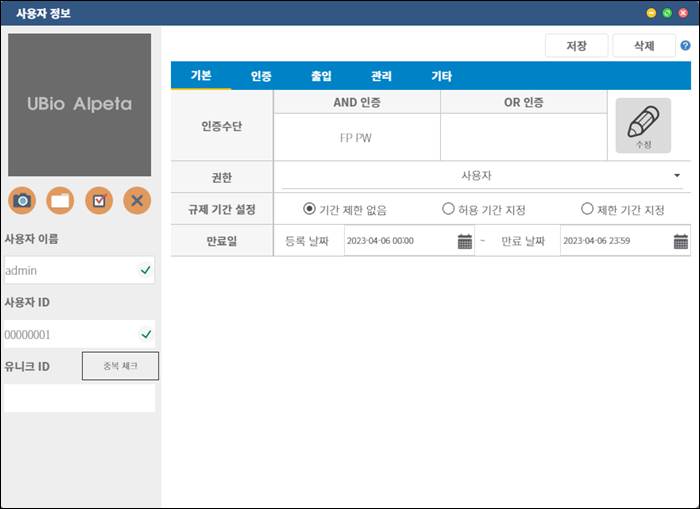 사용자 정보
저장 삭제 ?
UBio Alpeta
기본 인증 출입 관리 기타
인증수단 AND 인증 OR 인증
FP PW
수정
권한 사용자
규제 기간 설정 기간 제한 없음 허용 기간 지정 제한 기간 지정
만료일 등록 날짜 2023-04-06 00:00 ~ 만료 날짜 2023-04-06 23:59
사용자 이름
admin
사용자 ID
00000001
유니크 ID 중복 체크